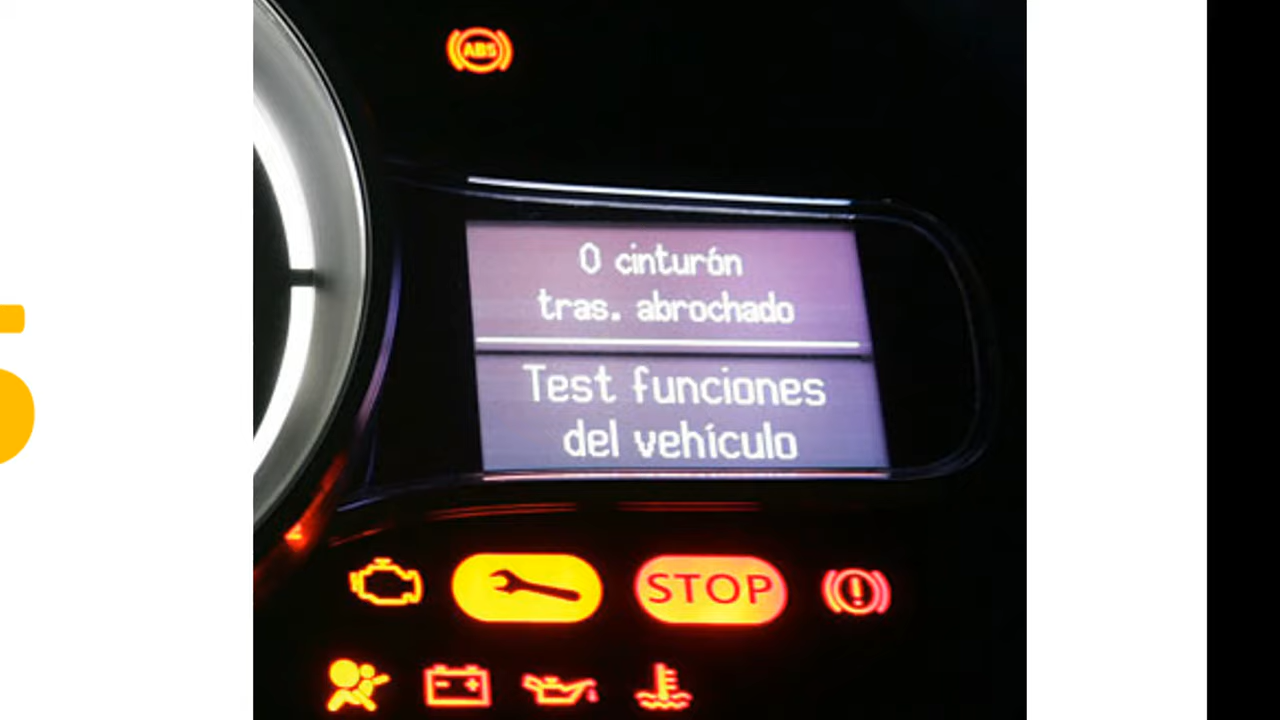 ABS
0 cinturón
tras. abrochado
Test funciones
del vehículo
STOP